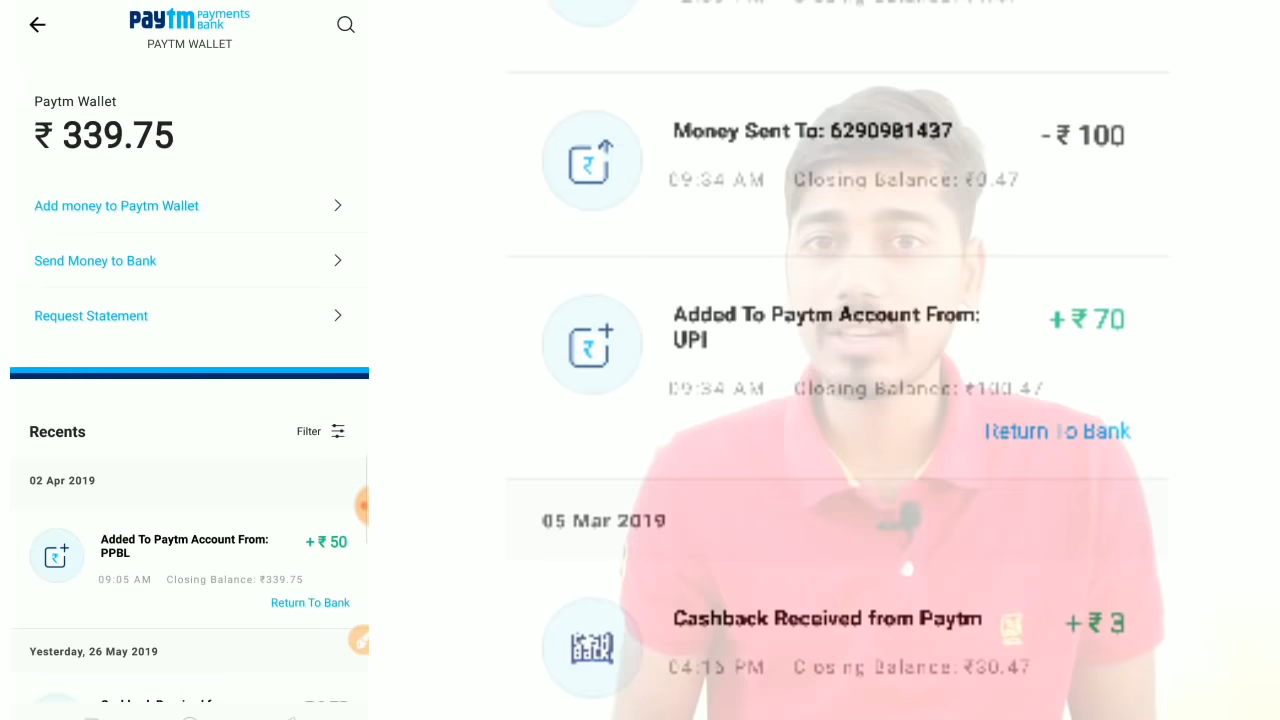 paytm Payments Bank
PAYTM WALLET
Paytm Wallet
₹ 339.75
Add money to Paytm Wallet
Send Money to Bank
Request Statement
Recents
Filter
02 Apr 2019
Added To Paytm Account From: + ₹ 50
PPBL
09:05 AM Closing Balance: ₹339.75
Return To Bank
Yesterday, 26 May 2019
Money Sent To: 6290981437 - ₹ 100
09:34 AM Closing Balance: ₹0.47
Added To Paytm Account From: + ₹ 70
UPI
09:34 AM Closing Balance: ₹100.47
Return To Bank
05 Mar 2019
Cashback Received from Paytm + ₹ 3
04:15 PM Closing Balance: ₹30.47